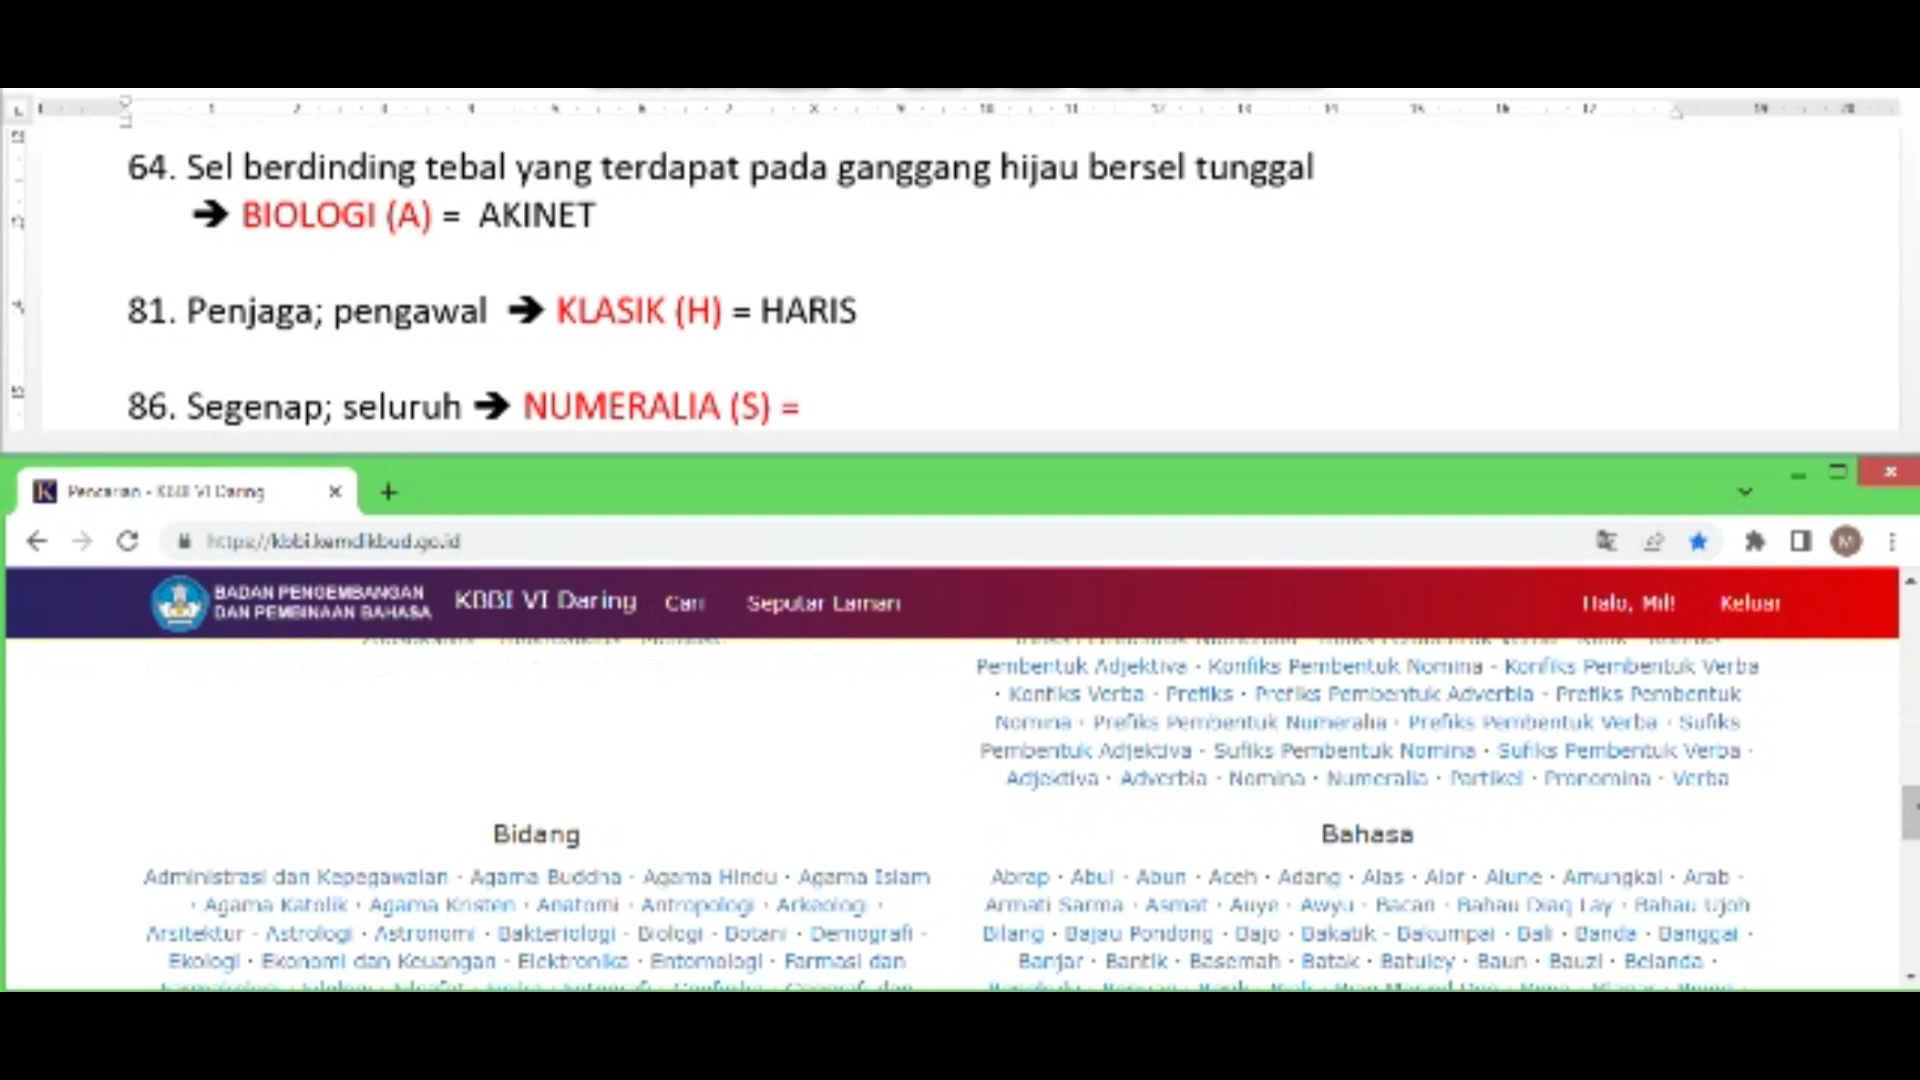 64. Sel berdinding tebal yang terdapat pada ganggang hijau bersel tunggal
➔ BIOLOGI (A) = AKINET
81. Penjaga; pengawal ➔ KLASIK (H) = HARIS
86. Segenap; seluruh ➔ NUMERALIA (S) =
Pencarian - KBBI VI Daring
https://kbbi.kemdikbud.go.id
M
BADAN PENGEMBANGAN
DAN PEMBINAAN BAHASA
KBBI VI Daring Cari Seputar Laman Halo, Mil! Keluar
Pembentuk Adjektiva · Konfiks Pembentuk Nomina · Konfiks Pembentuk Verba
· Konfiks Verba · Prefiks · Prefiks Pembentuk Adverbia · Prefiks Pembentuk
Nomina · Prefiks Pembentuk Numeralia · Prefiks Pembentuk Verba · Sufiks
Pembentuk Adjektiva · Sufiks Pembentuk Nomina · Sufiks Pembentuk Verba ·
Adjektiva · Adverbia · Nomina · Numeralia · Partikel · Pronomina · Verba
Bidang
Administrasi dan Kepegawaian · Agama Buddha · Agama Hindu · Agama Islam
· Agama Katolik · Agama Kristen · Anatomi · Antropologi · Arkeologi ·
Arsitektur · Astrologi · Astronomi · Bakteriologi · Biologi · Botani · Demografi ·
Ekologi · Ekonomi dan Keuangan · Elektronika · Entomologi · Farmasi dan
Bahasa
Abrap · Abui · Abun · Aceh · Adang · Alas · Alor · Alune · Amungkal · Arab ·
Armati Sarma · Asmat · Auye · Awyu · Bacan · Bahau Diaq Lay · Bahau Ujoh
Bilang · Bajau Pondong · Bajo · Bakatik · Bakumpai · Bali · Banda · Banggai ·
Banjar · Bantik · Basemah · Batak · Batuley · Baun · Bauzi · Belanda ·